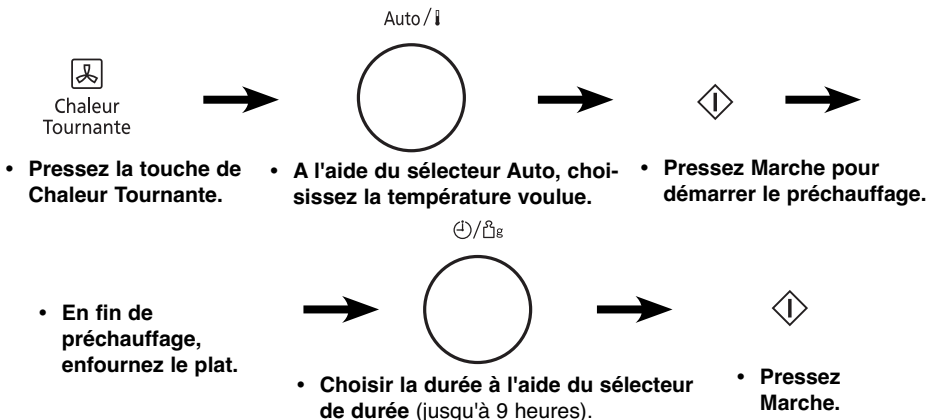 Auto/
Chaleur
Tournante
• Pressez la touche de
Chaleur Tournante.
• A l'aide du sélecteur Auto, choi-
sissez la température voulue.
• Pressez Marche pour
démarrer le préchauffage.
/g
• En fin de
préchauffage,
enfournez le plat.
• Choisir la durée à l'aide du sélecteur
de durée (jusqu'à 9 heures).
• Pressez
Marche.